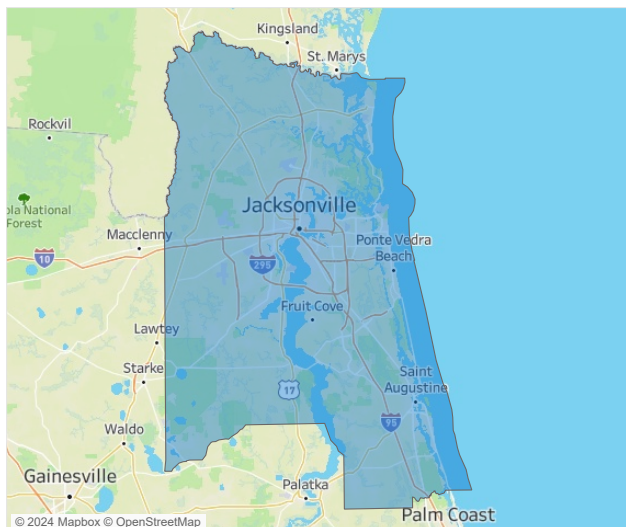 Kingsland
St. Marys
Rockvil
ola National
Forest
Jacksonville
Macclenny
Ponte Vedra
Beach
10
295
Fruit Cove
Lawtey
Starke
Saint
Augustine
17
95
Waldo
Gainesville
Palatka
Palm Coast
© 2024 Mapbox © OpenStreetMap